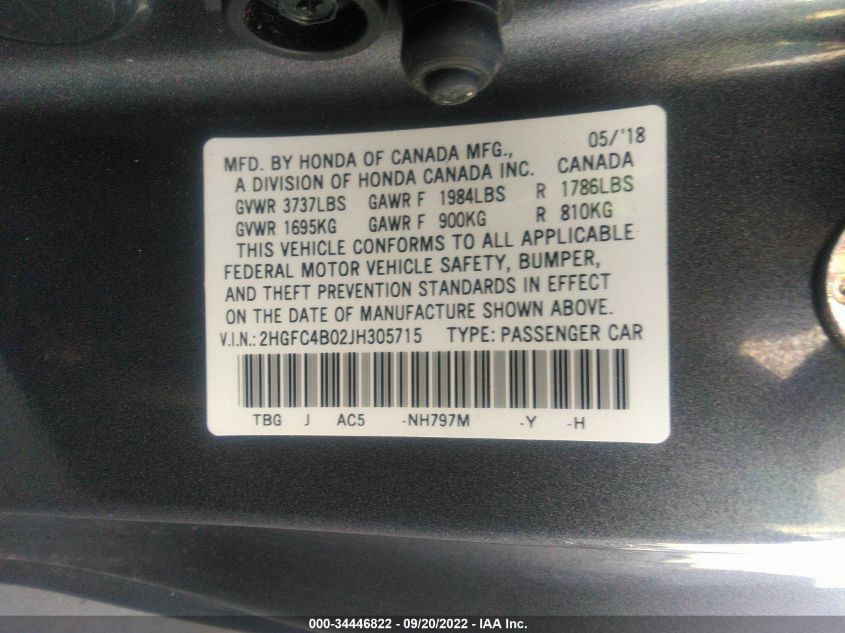 05/'18
MFD. BY HONDA OF CANADA MFG., CANADA
A DIVISION OF HONDA CANADA INC.
GVWR 3737LBS GAWR F 1984LBS R 1786LBS
GVWR 1695KG GAWR F 900KG R 810KG
THIS VEHICLE CONFORMS TO ALL APPLICABLE
FEDERAL MOTOR VEHICLE SAFETY, BUMPER,
AND THEFT PREVENTION STANDARDS IN EFFECT
ON THE DATE OF MANUFACTURE SHOWN ABOVE.
V.I.N.: 2HGFC4B02JH305715 TYPE: PASSENGER CAR
TBG J AC5 -NH797M -Y -H
000-34446822 - 09/20/2022 - IAA Inc.